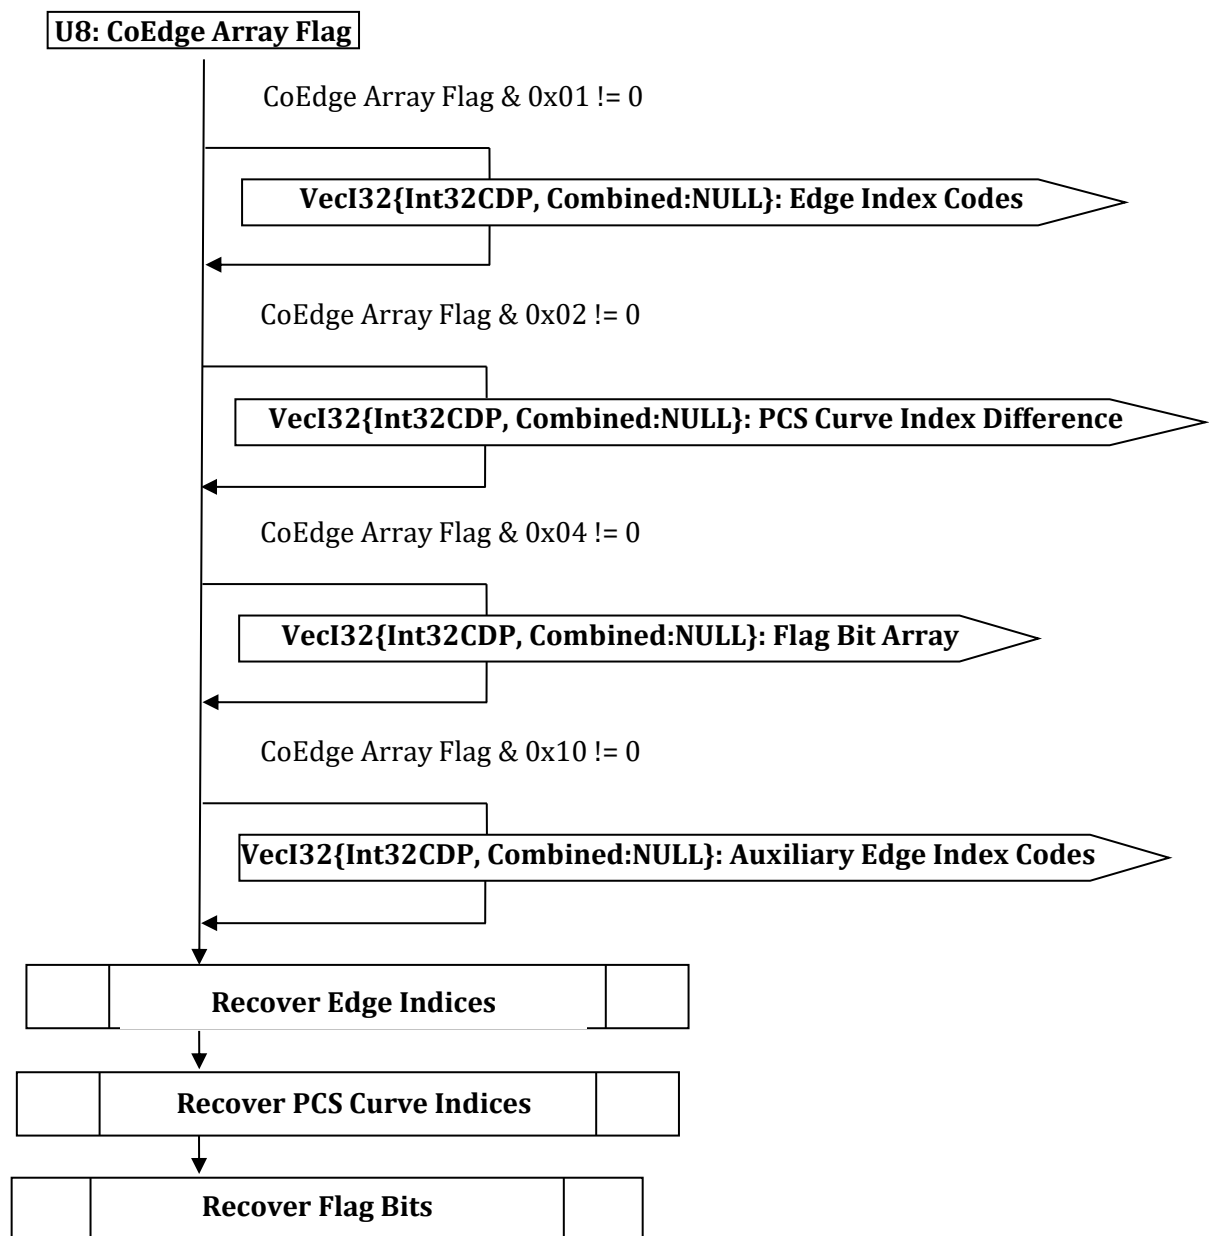 U8: CoEdge Array Flag
CoEdge Array Flag & 0x01 != 0
VecI32{Int32CDP, Combined:NULL}: Edge Index Codes
CoEdge Array Flag & 0x02 != 0
VecI32{Int32CDP, Combined:NULL}: PCS Curve Index Difference
CoEdge Array Flag & 0x04 != 0
VecI32{Int32CDP, Combined:NULL}: Flag Bit Array
CoEdge Array Flag & 0x10 != 0
VecI32{Int32CDP, Combined:NULL}: Auxiliary Edge Index Codes
Recover Edge Indices
Recover PCS Curve Indices
Recover Flag Bits